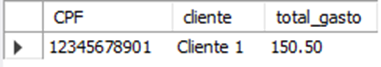 CPF cliente total_gasto
12345678901 Cliente 1 150.50